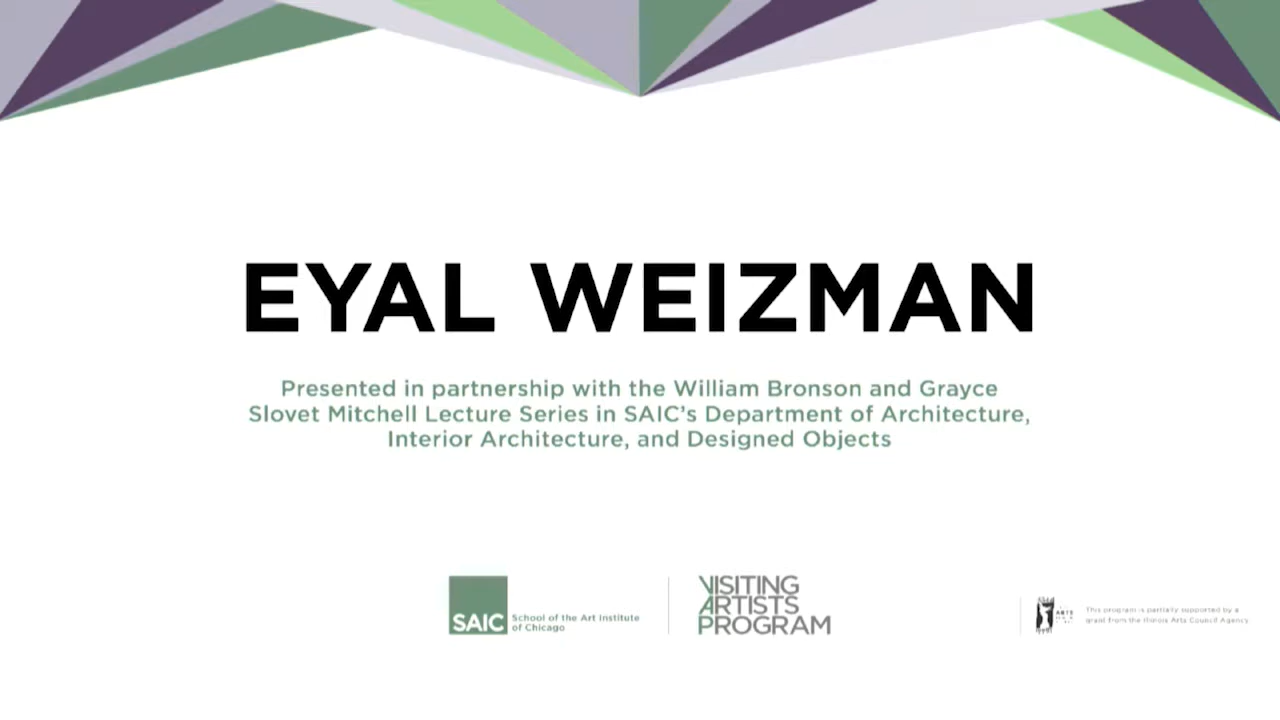 EYAL WEIZMAN
Presented in partnership with the William Bronson and Grayce
Slovet Mitchell Lecture Series in SAIC's Department of Architecture,
Interior Architecture, and Designed Objects
SAIC
School of the Art Institute
of Chicago
VISITING
ARTISTS
PROGRAM
ARTS
This program is partially supported by a
grant from the Illinois Arts Council Agency